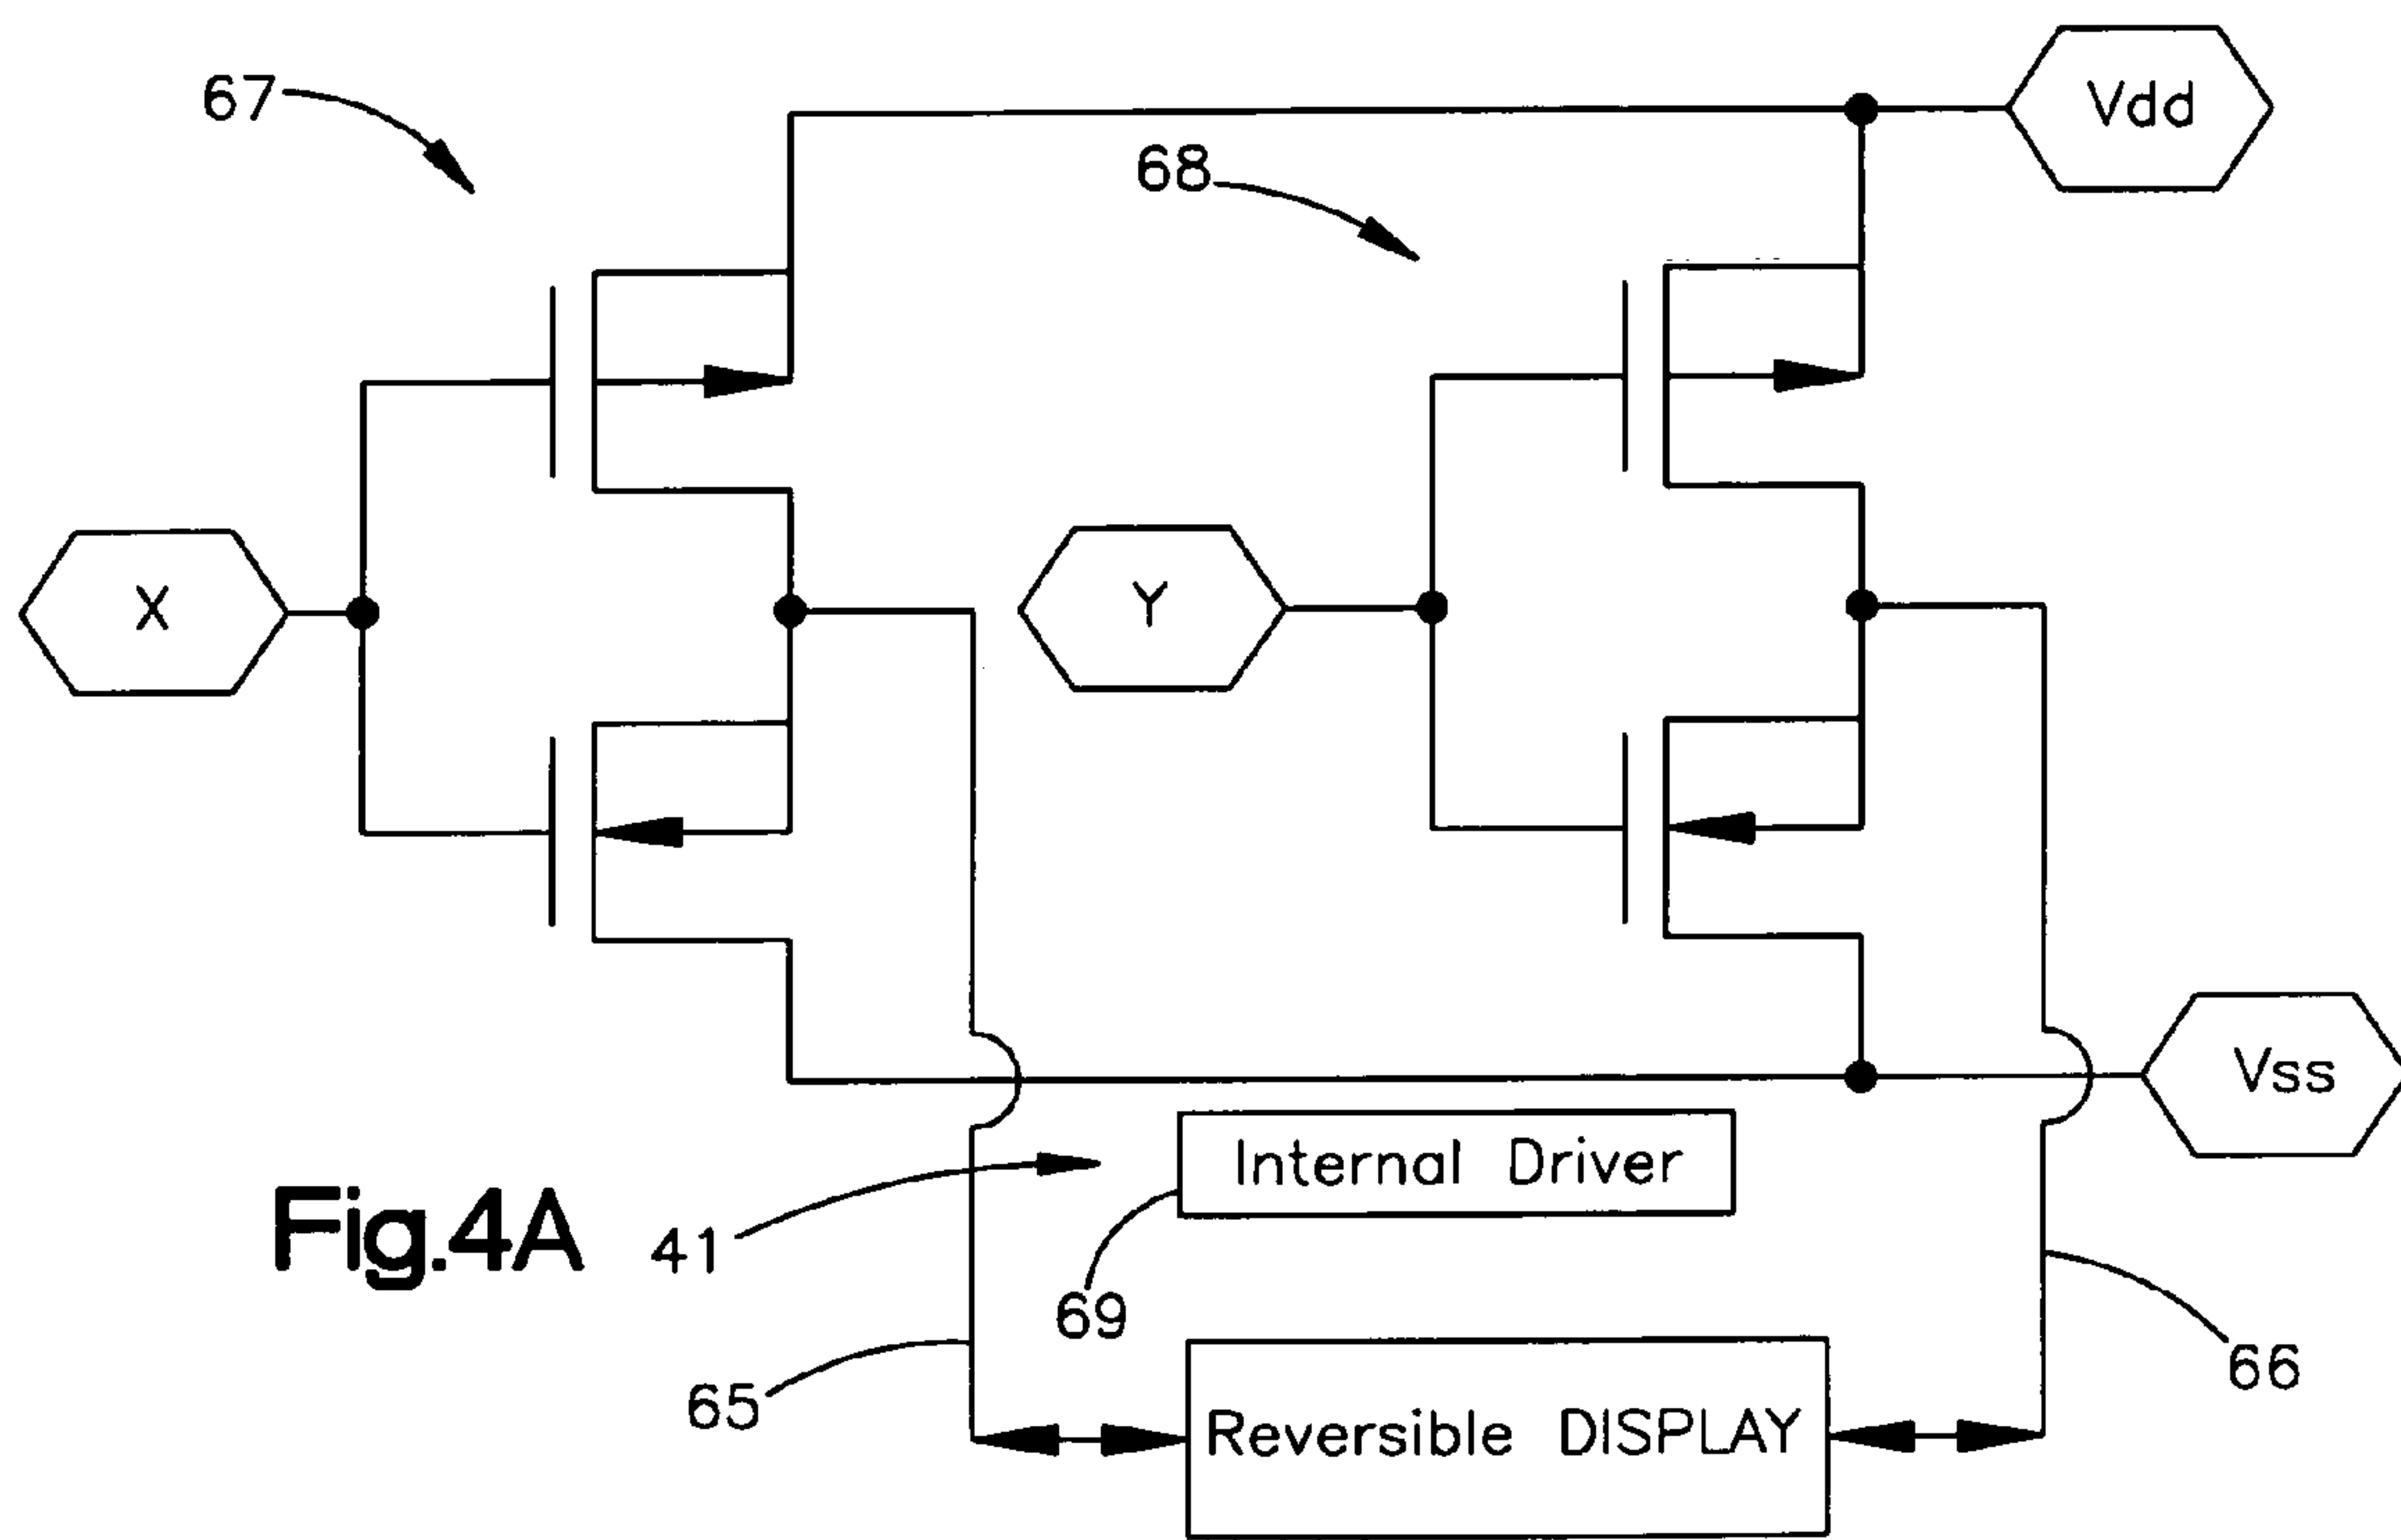 67
Vdd
68
X
Y
Vss
Internal Driver
Fig.4A
41
69
65
66
Reversible DISPLAY